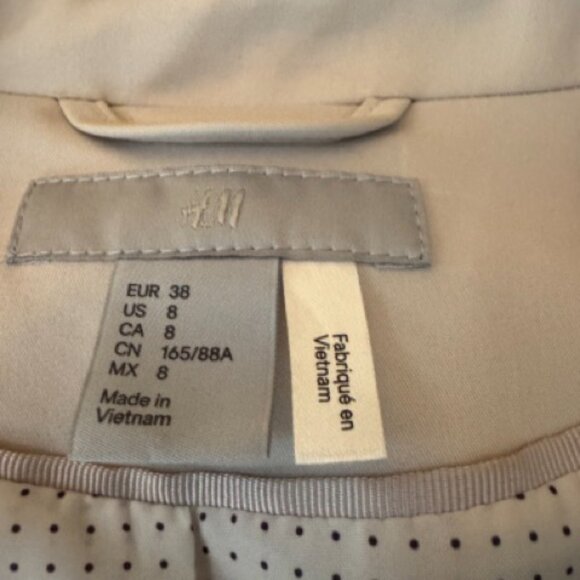 H&M
EUR 38
US 8
CA 8
CN 165/88A
MX 8
Made in
Vietnam
Fabriqué en
Vietnam